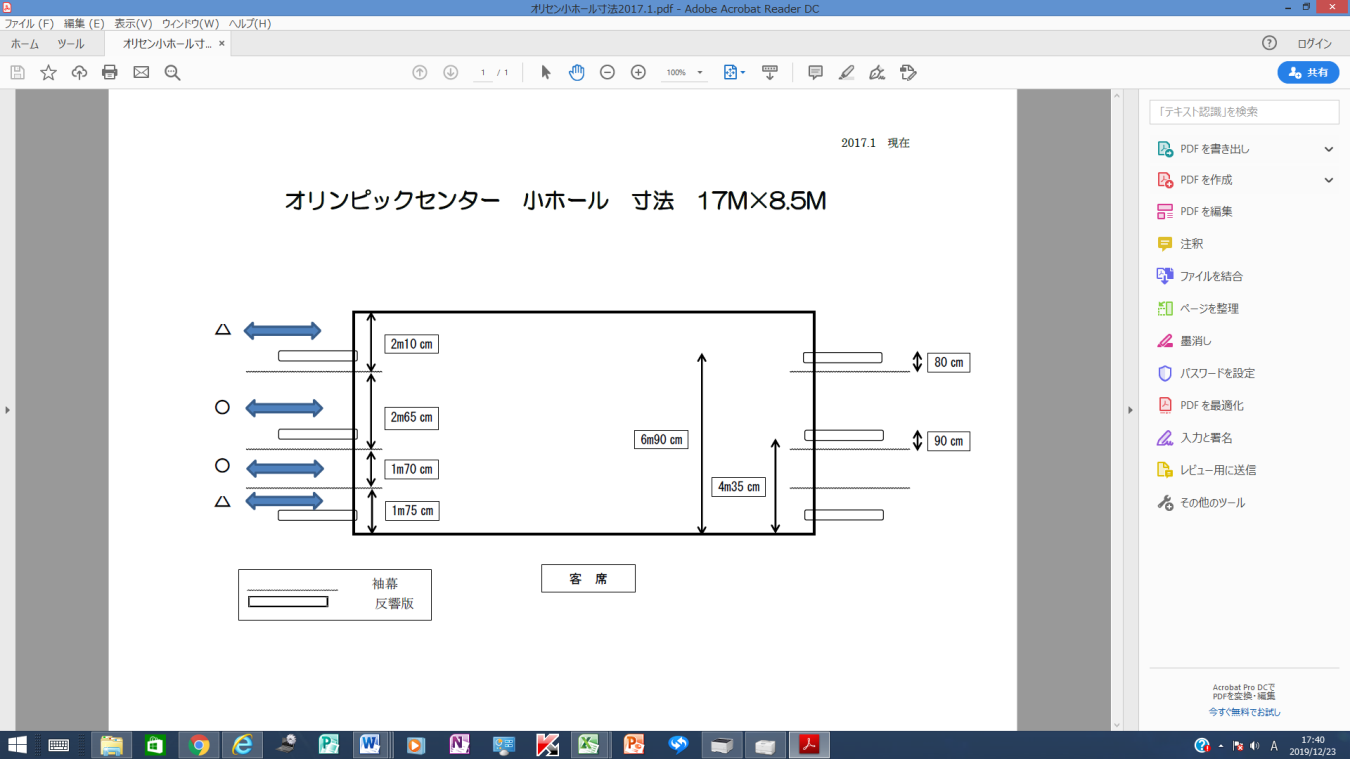 オリセン小ホール寸法2017.1.pdf - Adobe Acrobat Reader DC
ファイル (F) 編集 (E) 表示(V) ウィンドウ(W) ヘルプ(H)
ホーム ツール オリセン小ホール寸... × ログイン
1 / 1 100% 共有
「テキスト認識」を検索
PDF を書き出し
PDF を作成
PDF を編集
注釈
ファイルを結合
ページを整理
墨消し
パスワードを設定
PDF を最適化
入力と署名
レビュー用に送信
その他のツール
Acrobat Pro DCで
PDFを変換・編集
今すぐ無料でお試し
2017.1 現在
オリンピックセンター 小ホール 寸法 17M×8.5M
△
2m10 cm
80 cm
○
2m65 cm
6m90 cm
90 cm
○
1m70 cm
4m35 cm
△
1m75 cm
客 席
袖幕
反響版
A
17:40
2019/12/23